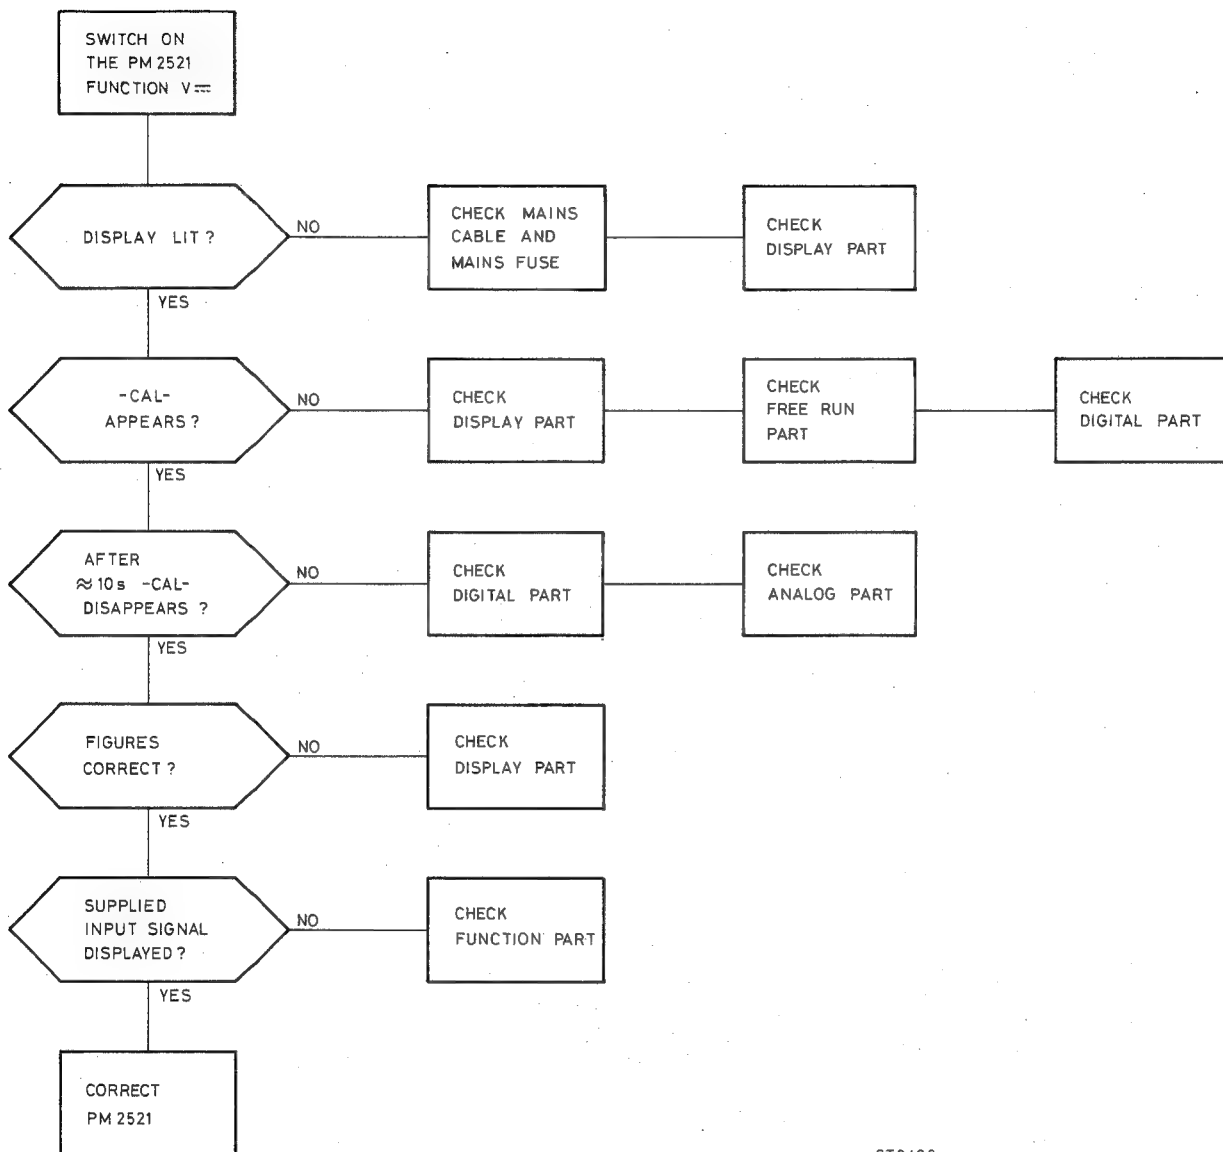 SWITCH ON
THE PM 2521
FUNCTION V⎓
DISPLAY LIT ?
NO
CHECK MAINS
CABLE AND
MAINS FUSE
CHECK
DISPLAY PART
YES
-CAL-
APPEARS ?
NO
CHECK
DISPLAY PART
CHECK
FREE RUN
PART
CHECK
DIGITAL PART
YES
AFTER
≈ 10s -CAL-
DISAPPEARS ?
NO
CHECK
DIGITAL PART
CHECK
ANALOG PART
YES
FIGURES
CORRECT ?
NO
CHECK
DISPLAY PART
YES
SUPPLIED
INPUT SIGNAL
DISPLAYED ?
NO
CHECK
FUNCTION PART
YES
CORRECT
PM 2521